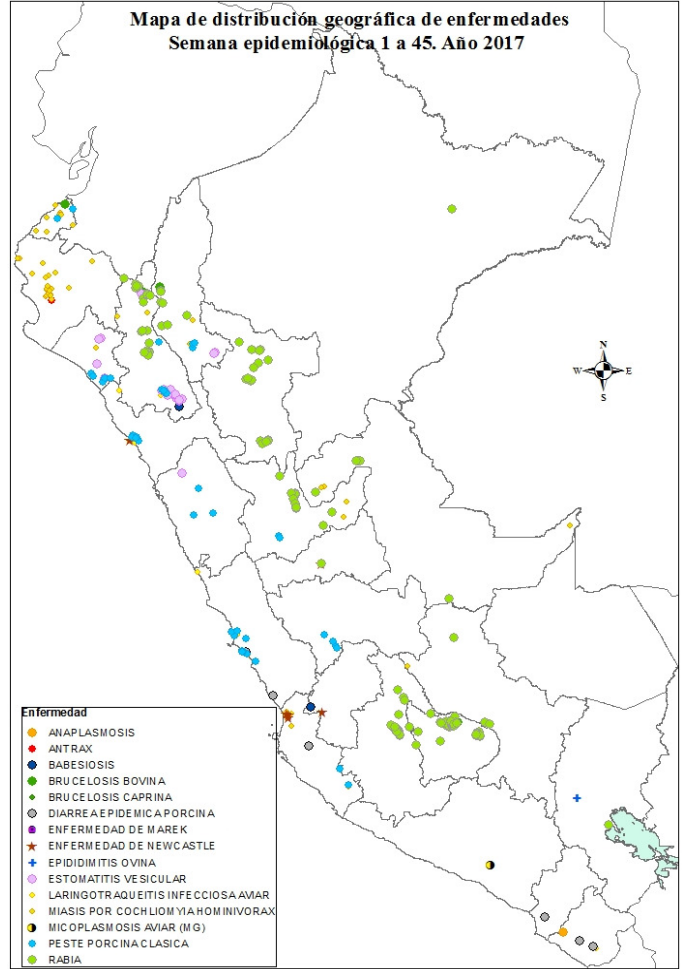 Mapa de distribución geográfica de enfermedades
Semana epidemiológica 1 a 45. Año 2017
N
W E
S
Enfermedad
ANAPLASMOSIS
ANTRAX
BABESIOSIS
BRUCELOSIS BOVINA
BRUCELOSIS CAPRINA
DIARREA EPIDEMICA PORCINA
ENFERMEDAD DE MAREK
ENFERMEDAD DE NEWCASTLE
EPIDIDIMITIS OVINA
ESTOMATITIS VESICULAR
LARINGOTRAQUEITIS INFECCIOSA AVIAR
MIASIS POR COCHLIOMYIA HOMINIVORAX
MICOPLASMOSIS AVIAR (MG)
PESTE PORCINA CLASICA
RABIA